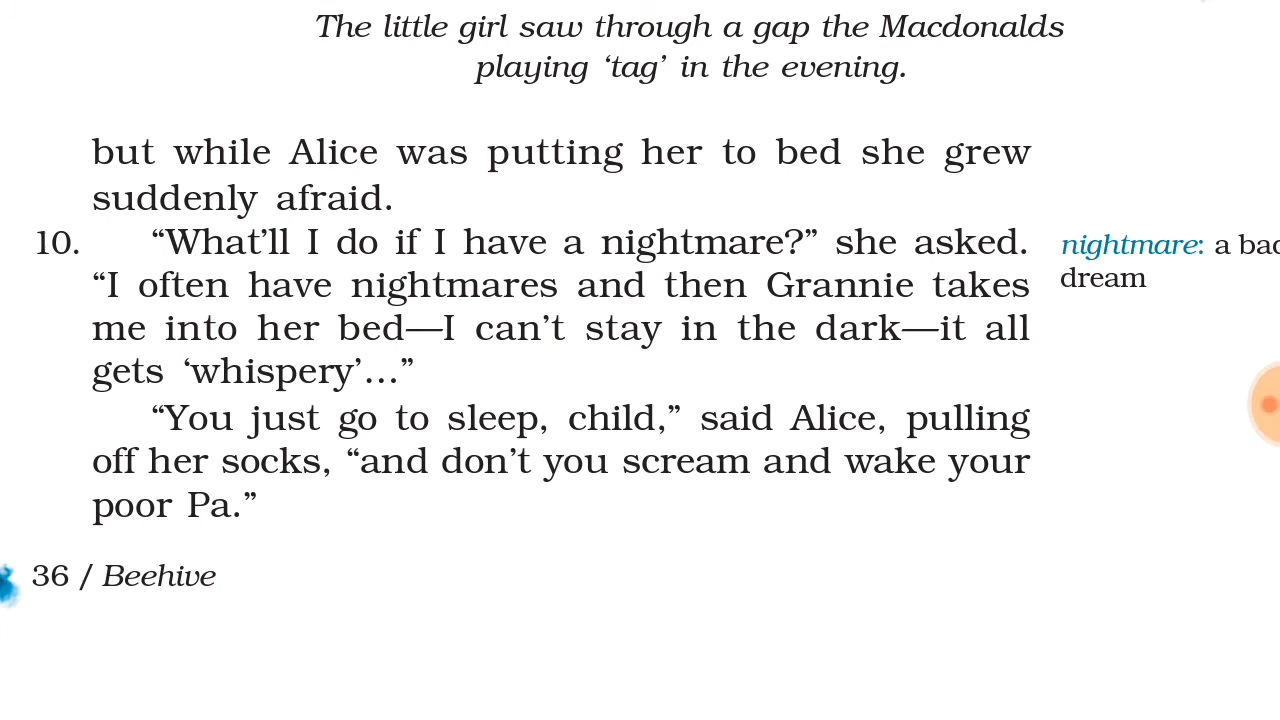 The little girl saw through a gap the Macdonalds
playing ‘tag’ in the evening.
but while Alice was putting her to bed she grew
suddenly afraid.
10. “What’ll I do if I have a nightmare?” she asked.
“I often have nightmares and then Grannie takes
me into her bed—I can’t stay in the dark—it all
gets ‘whispery’...”
nightmare: a bad
dream
“You just go to sleep, child,” said Alice, pulling
off her socks, “and don’t you scream and wake your
poor Pa.”
36 / Beehive